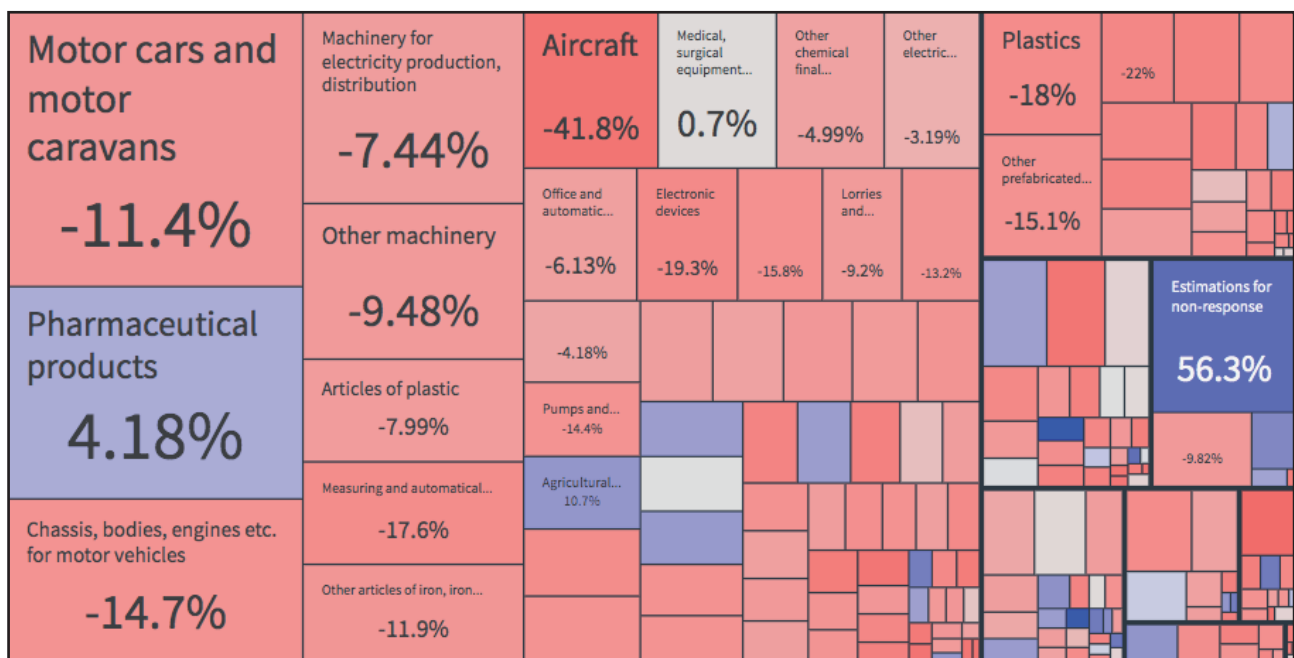 Motor cars and
motor
caravans
-11.4%
Pharmaceutical
products
4.18%
Chassis, bodies, engines etc.
for motor vehicles
-14.7%
Machinery for
electricity production,
distribution
-7.44%
Other machinery
-9.48%
Articles of plastic
-7.99%
Measuring and automatical...
-17.6%
Other articles of iron, iron...
-11.9%
Aircraft
-41.8%
Medical,
surgical
equipment...
0.7%
Other
chemical
final...
-4.99%
Other
electric...
-3.19%
Office and
automatic...
-6.13%
Electronic
devices
-19.3%
-15.8%
Lorries
and...
-9.2%
-13.2%
-4.18%
Pumps and...
-14.4%
Agricultural...
10.7%
Plastics
-18%
-22%
Other
prefabricated...
-15.1%
Estimations for
non-response
56.3%
-9.82%